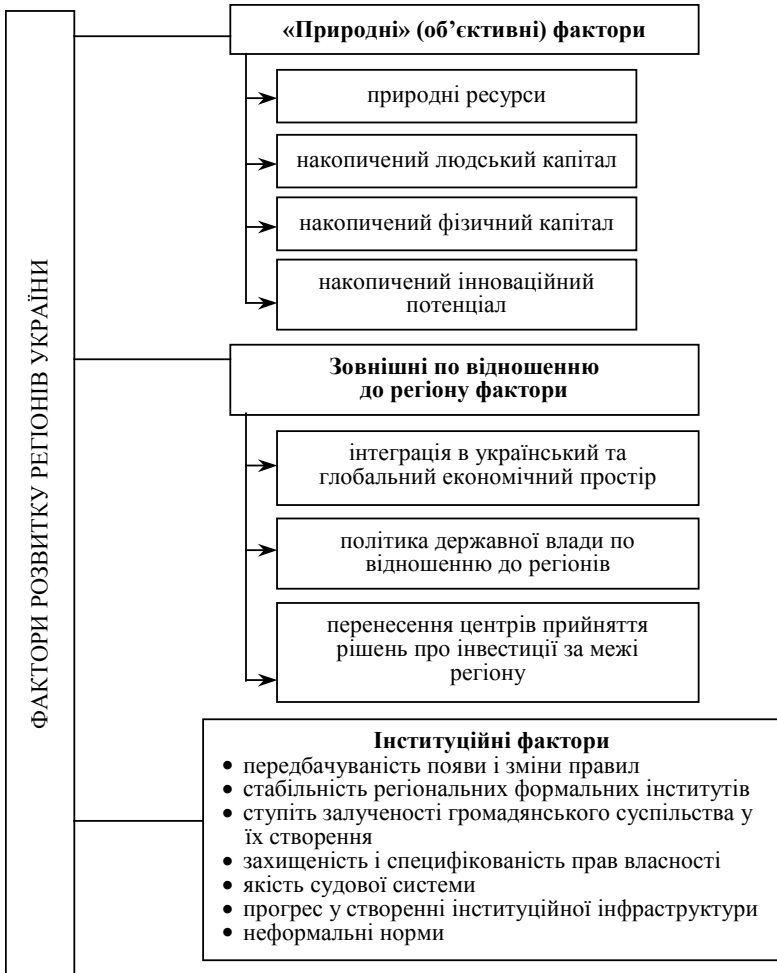 ФАКТОРИ РОЗВИТКУ РЕГІОНІВ УКРАЇНИ
«Природні» (об’єктивні) фактори
природні ресурси
накопичений людський капітал
накопичений фізичний капітал
накопичений інноваційний
потенціал
Зовнішні по відношенню
до регіону фактори
інтеграція в український та
глобальний економічний простір
політика державної влади по
відношенню до регіонів
перенесення центрів прийняття
рішень про інвестиції за межі
регіону
Інституційні фактори
• передбачуваність появи і зміни правил
• стабільність регіональних формальних інститутів
• ступіть залученості громадянського суспільства у
їх створення
• захищеність і специфікованість прав власності
• якість судової системи
• прогрес у створенні інституційної інфраструктури
• неформальні норми